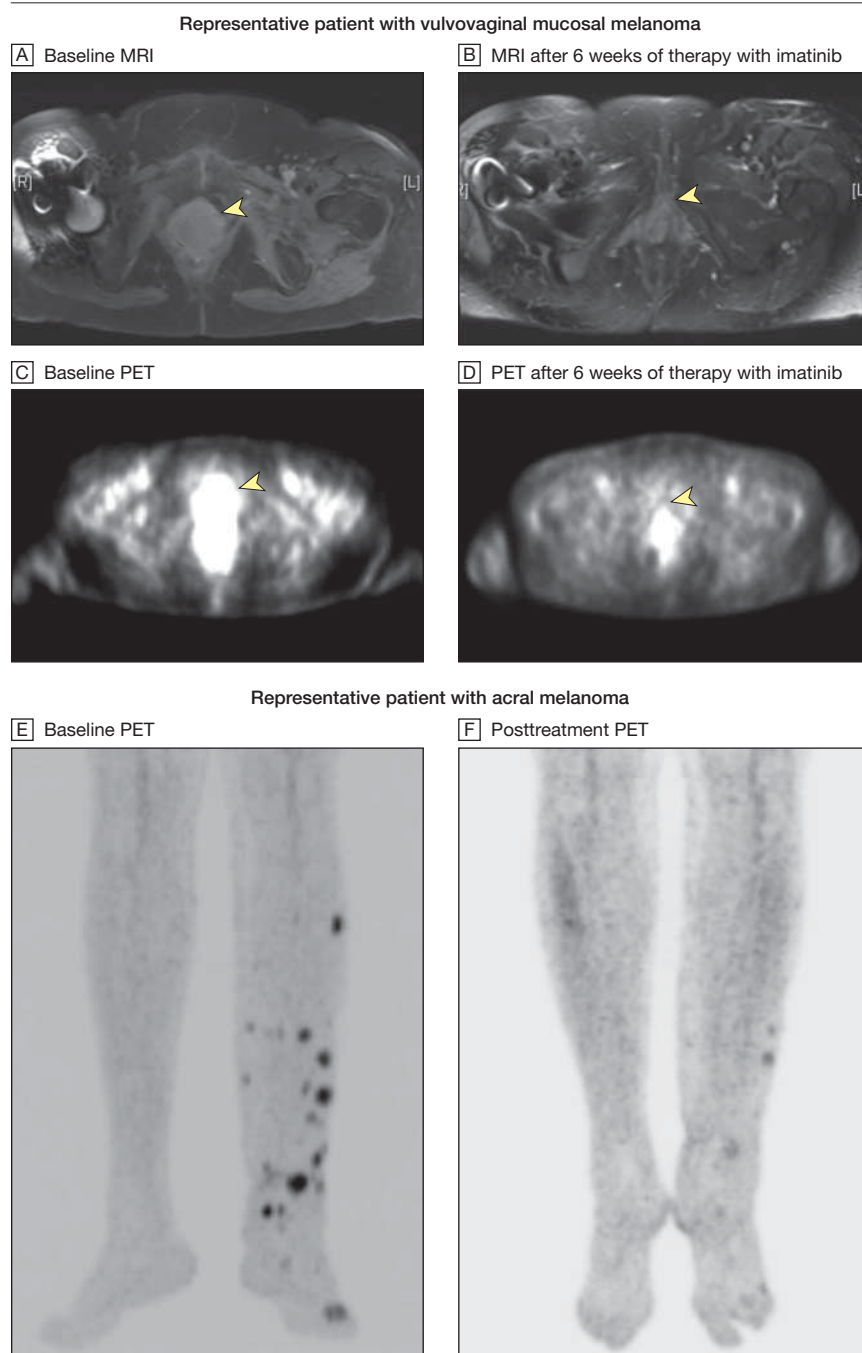 Representative patient with vulvovaginal mucosal melanoma
A Baseline MRI
B MRI after 6 weeks of therapy with imatinib
[R]
[L]
R]
[L
C Baseline PET
D PET after 6 weeks of therapy with imatinib
Representative patient with acral melanoma
E Baseline PET
F Posttreatment PET